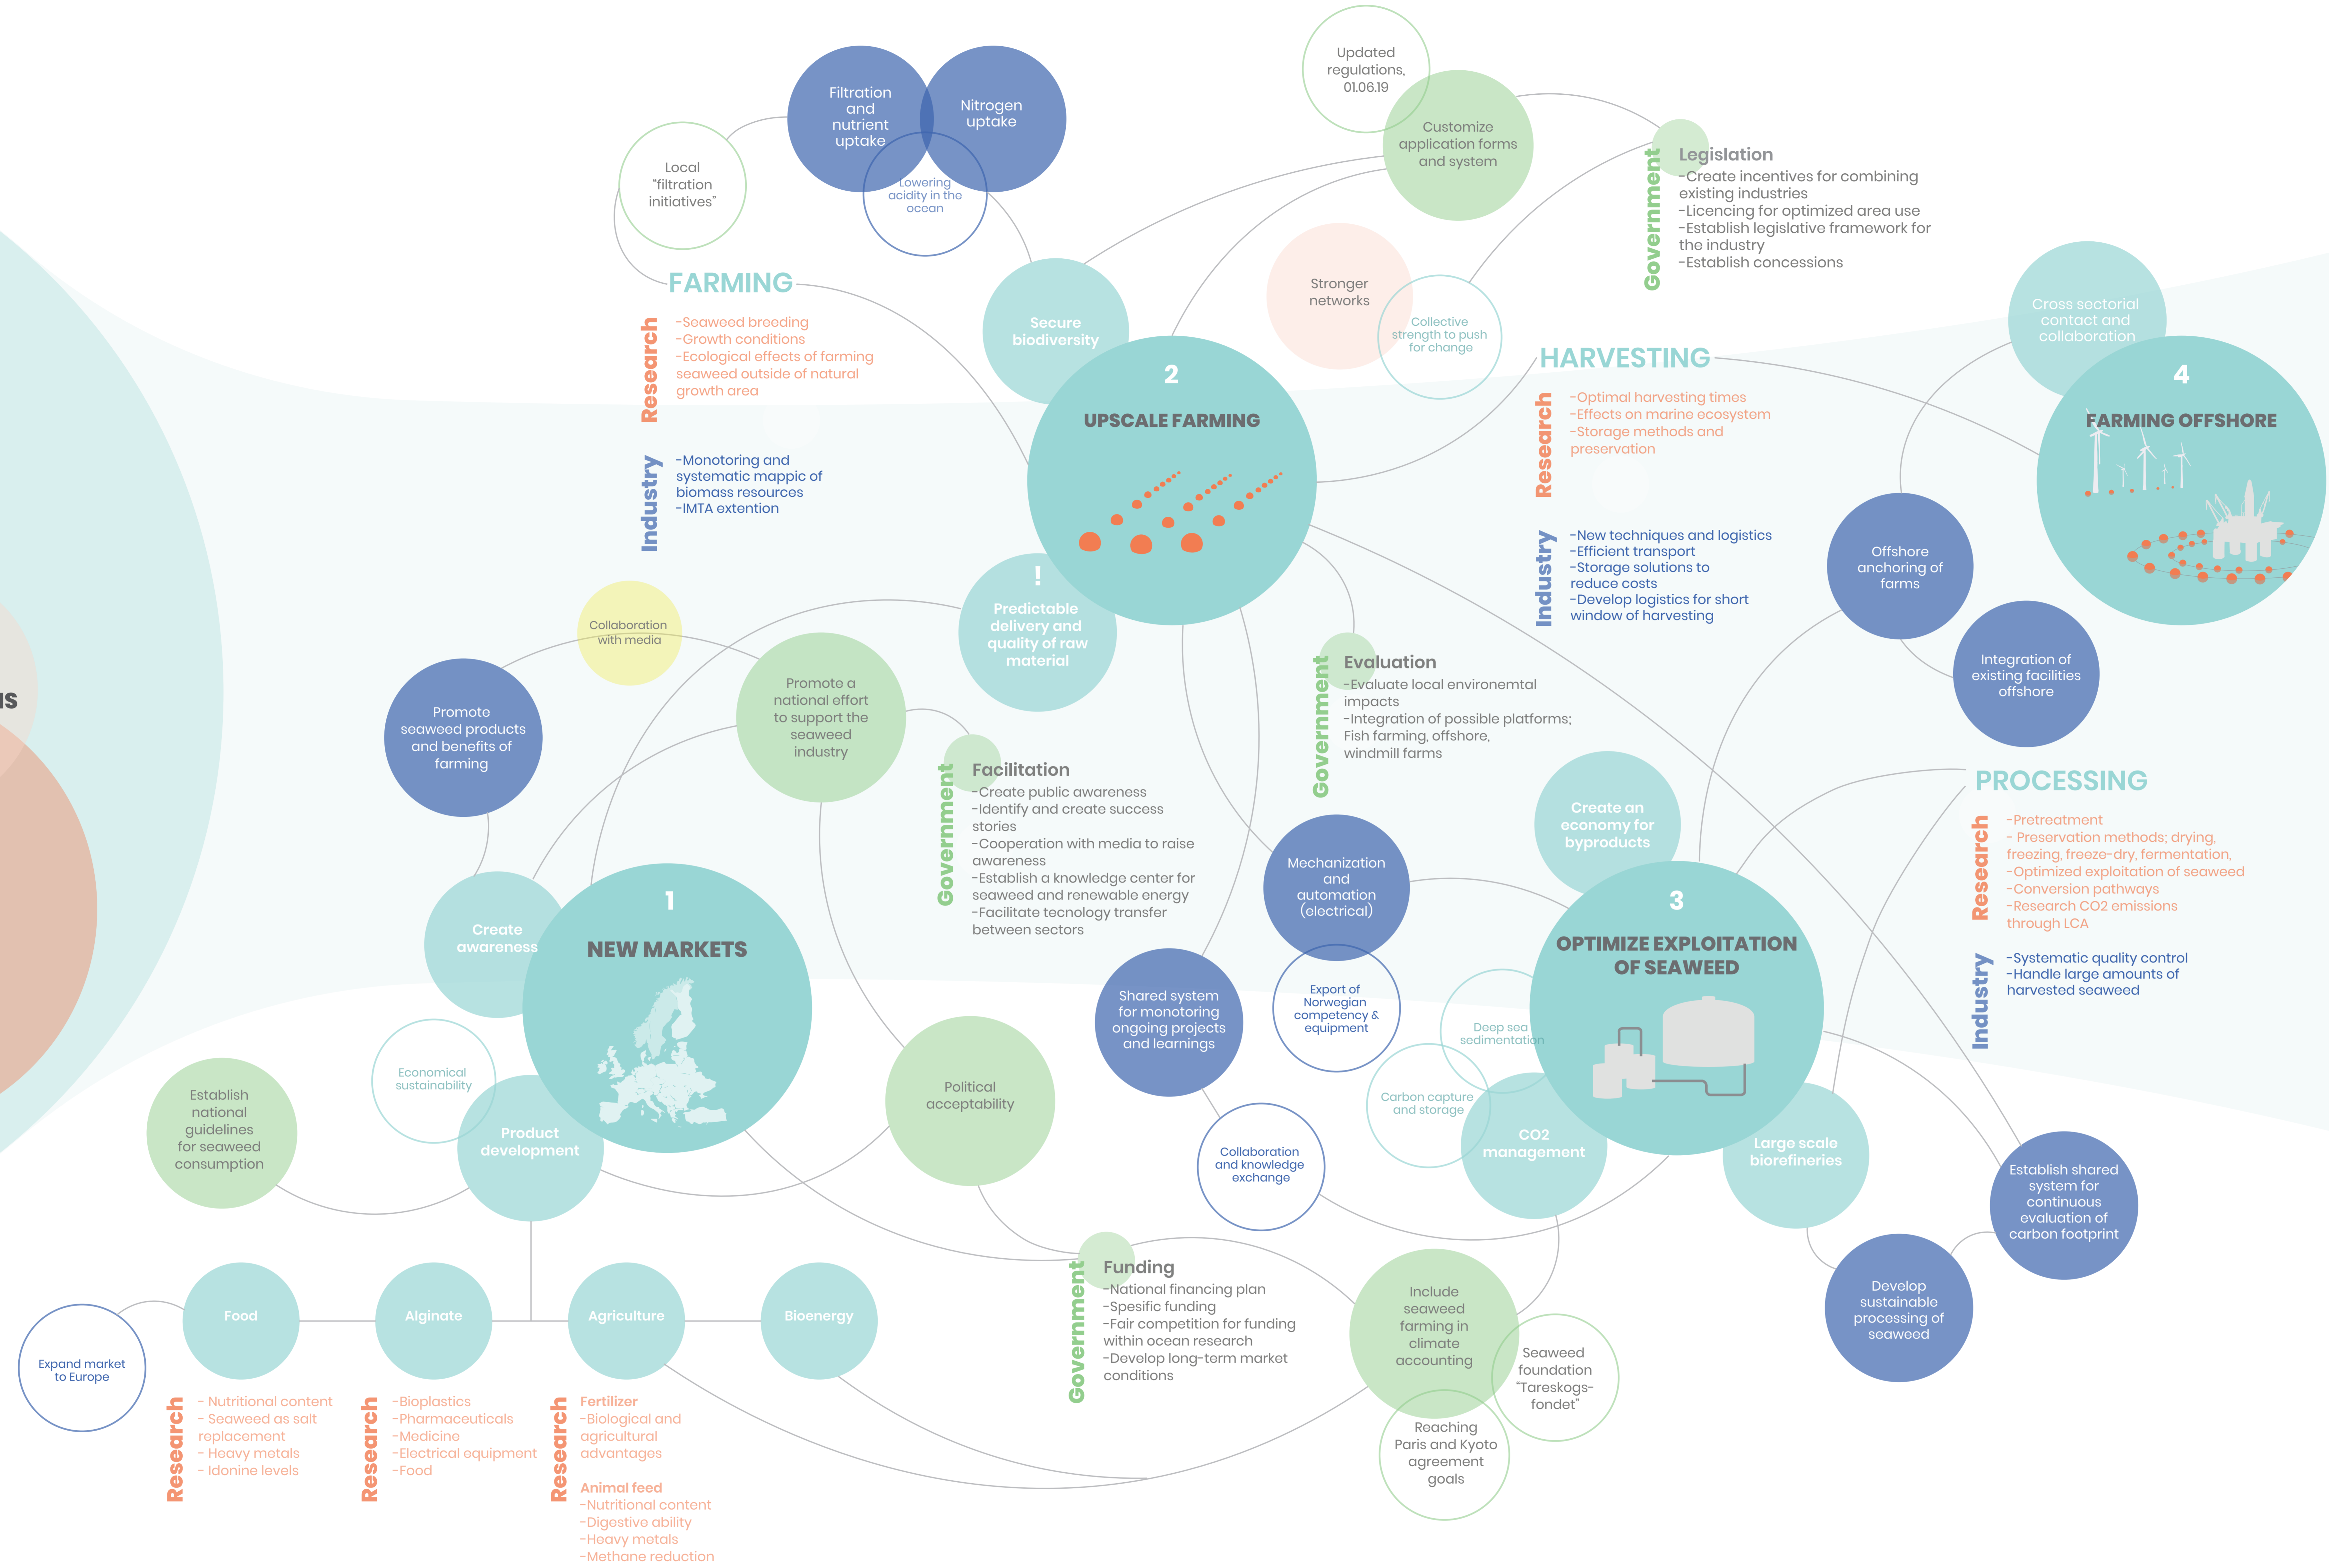 Updated
regulations,
01.06.19
Customize
application forms
and system
Filtration
and
nutrient
uptake
Nitrogen
uptake
Lowering
acidity in the
ocean
Local
“filtration
initiatives”
Government
Legislation
-Create incentives for combining
existing industries
-Licencing for optimized area use
-Establish legislative framework for
the industry
-Establish concessions
FARMING
Research
-Seaweed breeding
-Growth conditions
-Ecological effects of farming
seaweed outside of natural
growth area
Industry
-Monotoring and
systematic mappic of
biomass resources
-IMTA extention
Secure
biodiversity
Stronger
networks
Collective
strength to push
for change
2
UPSCALE FARMING
!
Predictable
delivery and
quality of raw
material
HARVESTING
Research
-Optimal harvesting times
-Effects on marine ecosystem
-Storage methods and
preservation
Industry
-New techniques and logistics
-Efficient transport
-Storage solutions to
reduce costs
-Develop logistics for short
window of harvesting
Cross sectorial
contact and
collaboration
4
FARMING OFFSHORE
Offshore
anchoring of
farms
Integration of
existing facilities
offshore
Collaboration
with media
Promote
seaweed products
and benefits of
farming
Promote a
national effort
to support the
seaweed
industry
Government
Facilitation
-Create public awareness
-Identify and create success
stories
-Cooperation with media to raise
awareness
-Establish a knowledge center for
seaweed and renewable energy
-Facilitate tecnology transfer
between sectors
Government
Evaluation
-Evaluate local environemtal
impacts
-Integration of possible platforms;
Fish farming, offshore,
windmill farms
Create an
economy for
byproducts
PROCESSING
Research
-Pretreatment
- Preservation methods; drying,
freezing, freeze-dry, fermentation,
-Optimized exploitation of seaweed
-Conversion pathways
-Research CO2 emissions
through LCA
Industry
-Systematic quality control
-Handle large amounts of
harvested seaweed
Mechanization
and
automation
(electrical)
Export of
Norwegian
competency &
equipment
Shared system
for monotoring
ongoing projects
and learnings
Collaboration
and knowledge
exchange
3
OPTIMIZE EXPLOITATION
OF SEAWEED
Deep sea
sedimentation
Carbon capture
and storage
CO2
management
Large scale
biorefineries
Establish shared
system for
continuous
evaluation of
carbon footprint
Develop
sustainable
processing of
seaweed
1
NEW MARKETS
Create
awareness
Economical
sustainability
Product
development
Establish
national
guidelines
for seaweed
consumption
Political
acceptability
Government
Funding
-National financing plan
-Spesific funding
-Fair competition for funding
within ocean research
-Develop long-term market
conditions
Include
seaweed
farming in
climate
accounting
Seaweed
foundation
“Tareskogs-
fondet”
Reaching
Paris and Kyoto
agreement
goals
Expand market
to Europe
Food
Alginate
Agriculture
Bioenergy
Research
- Nutritional content
- Seaweed as salt
replacement
- Heavy metals
- Idonine levels
Research
-Bioplastics
-Pharmaceuticals
-Medicine
-Electrical equipment
-Food
Research
Fertilizer
-Biological and
agricultural
advantages
Animal feed
-Nutritional content
-Digestive ability
-Heavy metals
-Methane reduction